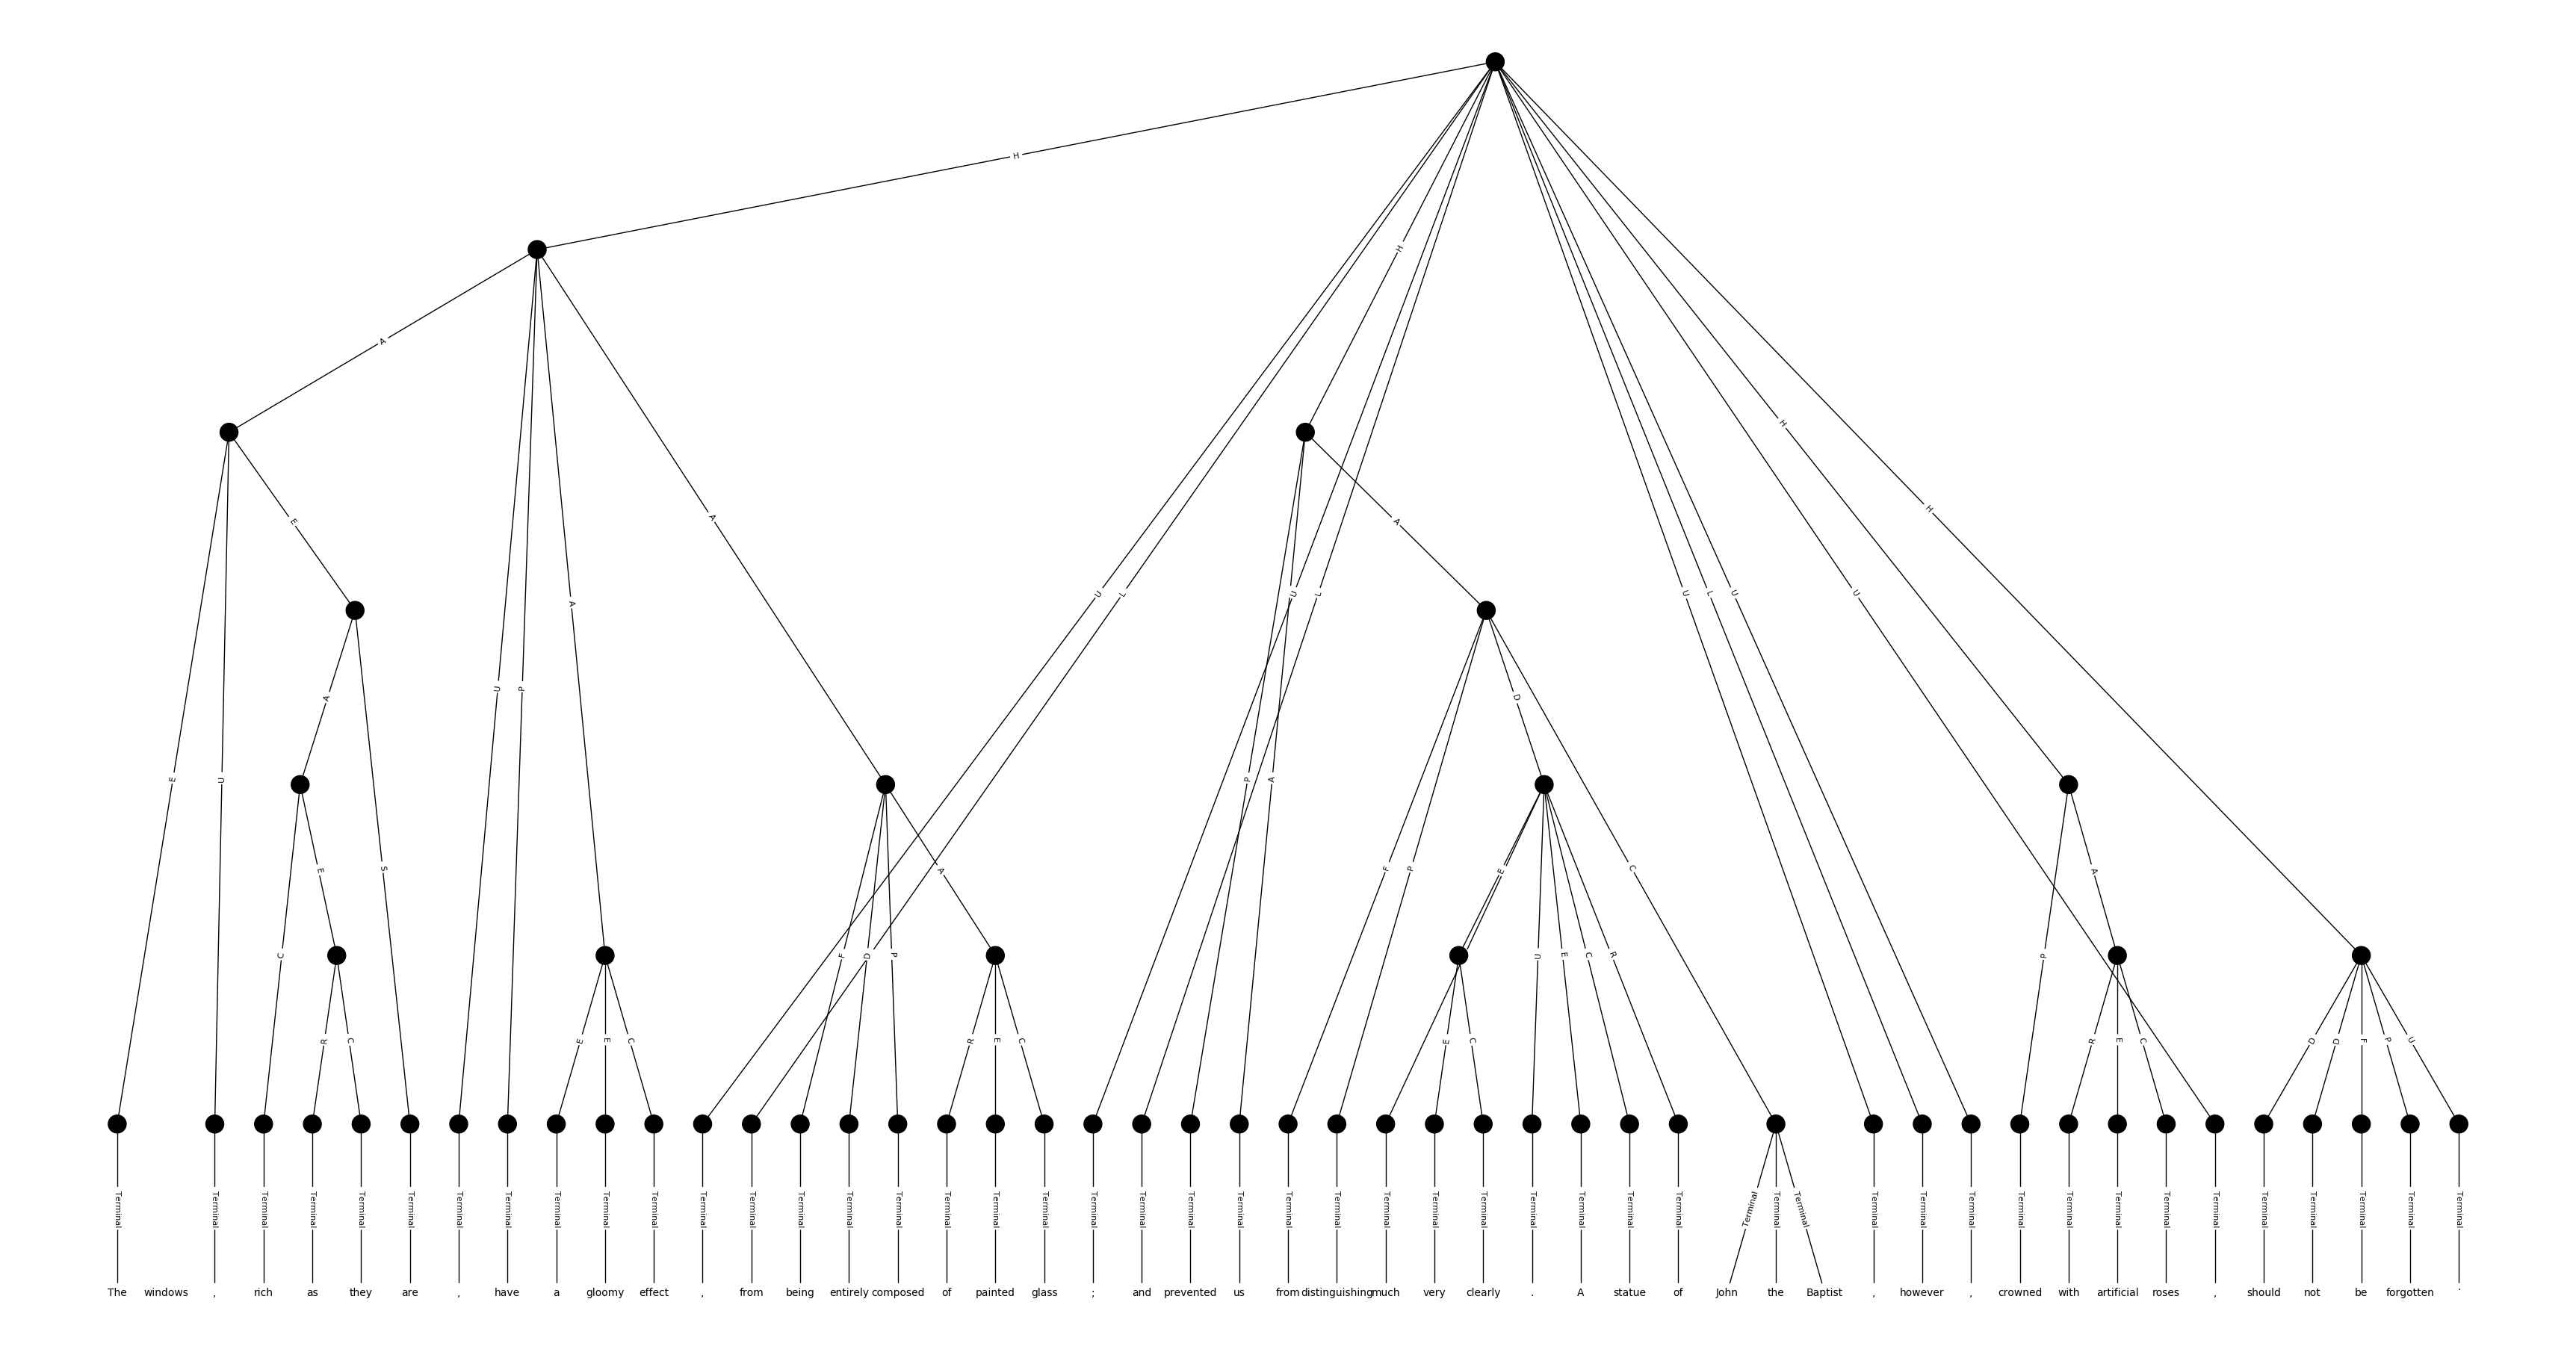 H
H
H
A
H
A
A
E
A
A
U
L
U
L
U
L
U
U
U
P
A
D
E
U
P
A
S
E
F
P
E
C
A
C
F
D
P
U
E
C
R
P
A
R
C
E
E
C
R
E
C
E
C
R
E
C
D
D
F
P
U
Terminal Terminal Terminal Terminal Terminal Terminal Terminal Terminal Terminal Terminal Terminal Terminal Terminal Terminal Terminal Terminal Terminal Terminal Terminal Terminal Terminal Terminal Terminal Terminal Terminal Terminal Terminal Terminal Terminal Terminal Terminal Terminal Terminal Terminal Terminal Terminal Terminal Terminal Terminal Terminal Terminal Terminal Terminal Terminal Terminal Terminal Terminal Terminal
The windows , rich as they are , have a gloomy effect , from being entirely composed of painted glass ; and prevented us from distinguishing much very clearly . A statue of John the Baptist , however , crowned with artificial roses , should not be forgotten .